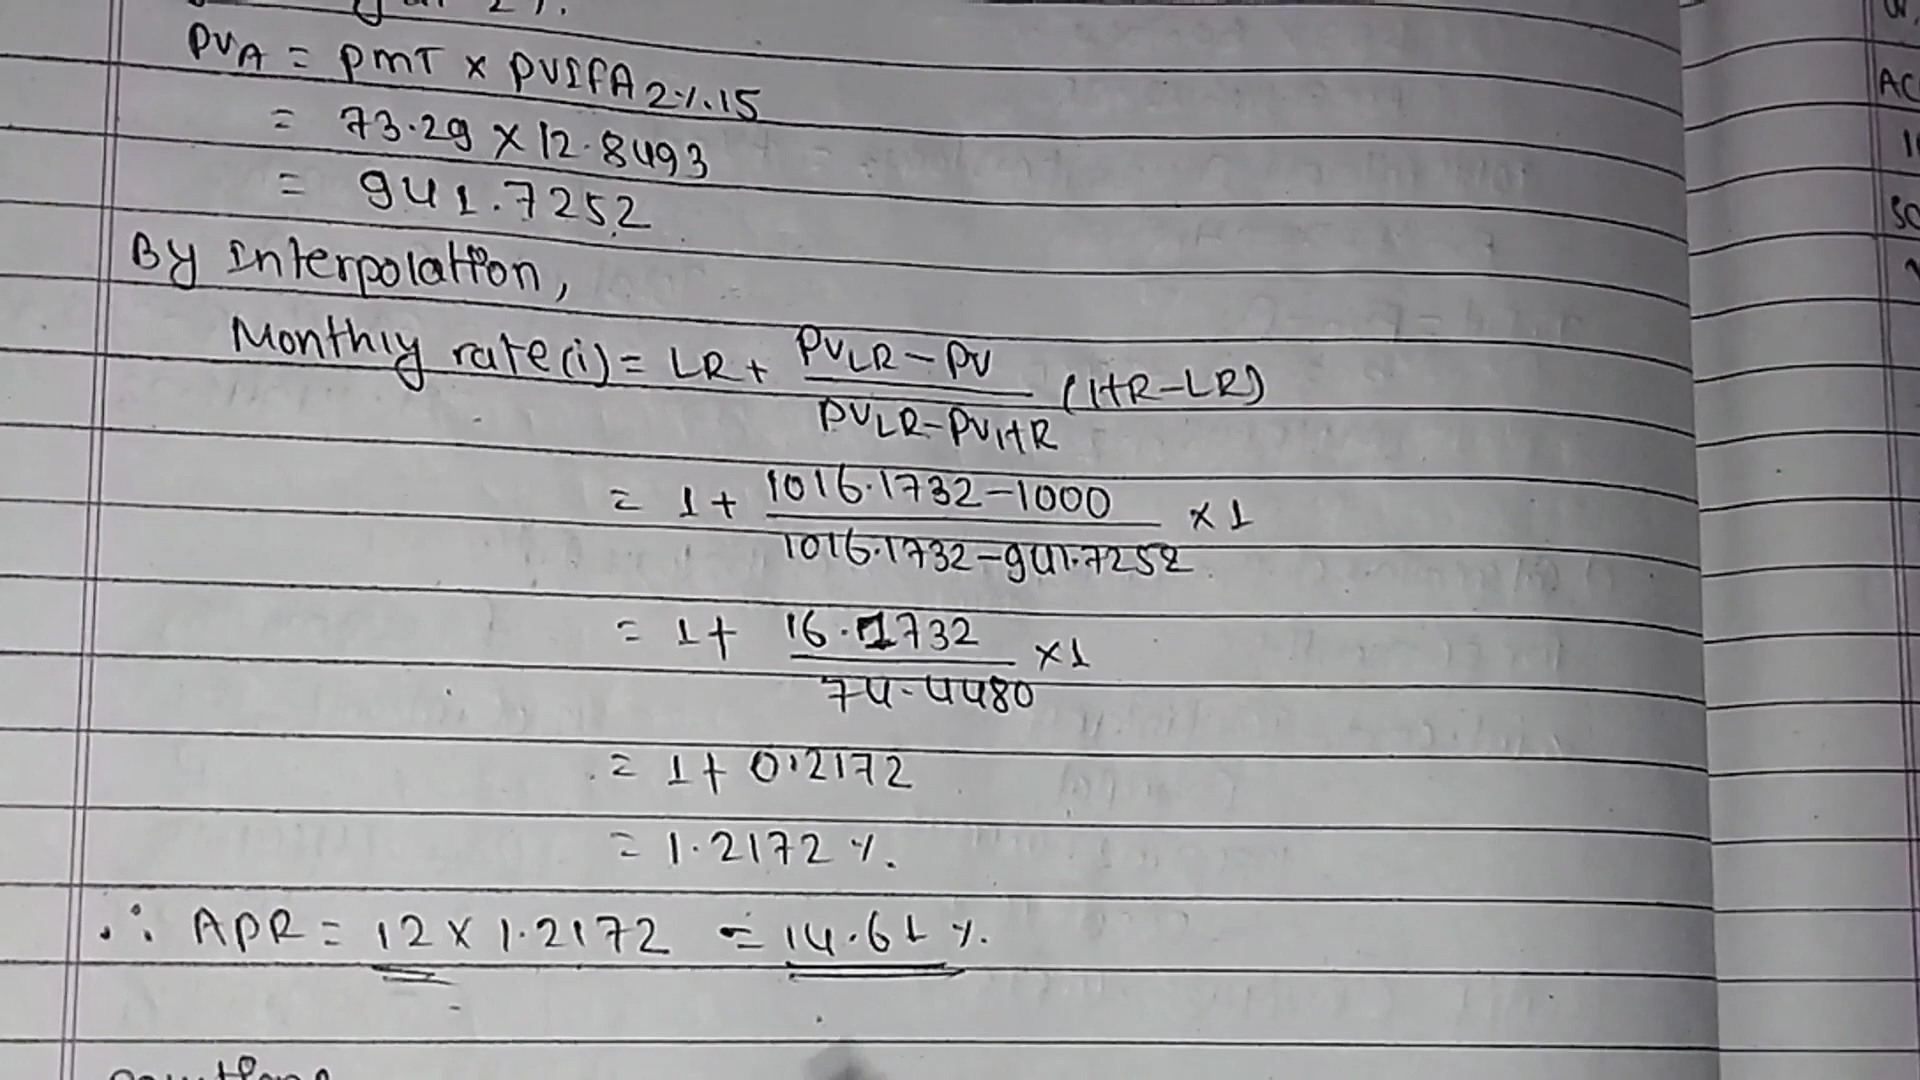 2%.
PVA = PMT × PVIFA 2%.15
= 73.29 × 12.8493
= 941.7252
By Interpolation,
Monthly rate(i) = LR + PVLR - PV / PVLR - PVHR (HR-LR)
= 1 + 1016.1732-1000 / 1016.1732-941.7252 × 1
= 1 + 16.1732 / 74.4480 × 1
= 1 + 0.2172
= 1.2172 %.
∴ APR = 12 × 1.2172 = 14.61 %.
AC